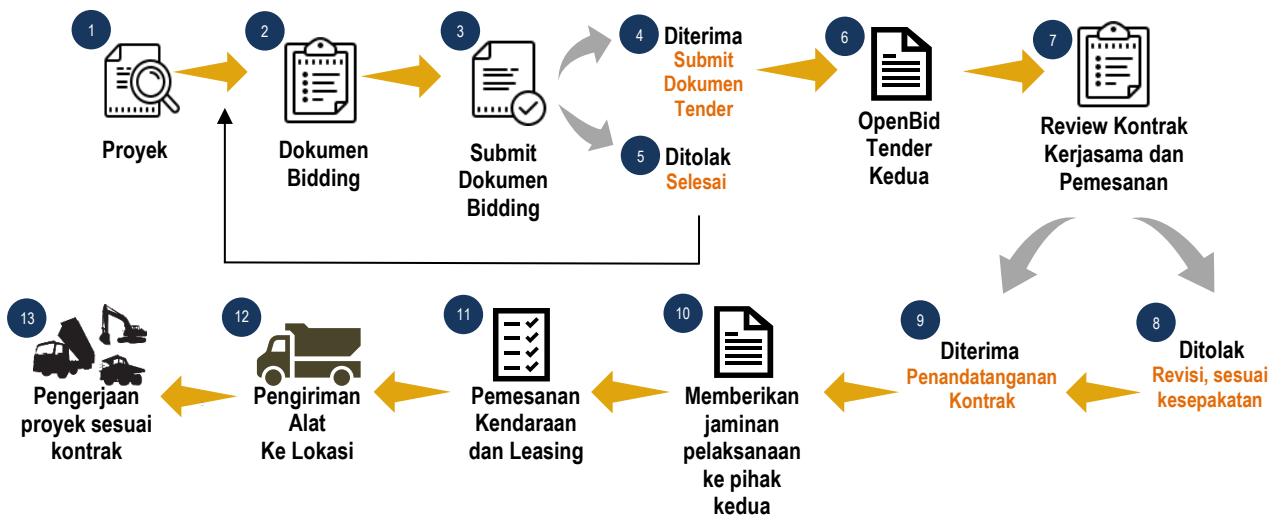 1
Proyek
2
Dokumen
Bidding
3
Submit
Dokumen
Bidding
4
Diterima
Submit
Dokumen
Tender
5
Ditolak
Selesai
6
OpenBid
Tender
Kedua
7
Review Kontrak
Kerjasama dan
Pemesanan
8
Ditolak
Revisi, sesuai
kesepakatan
9
Diterima
Penandatanganan
Kontrak
10
Memberikan
jaminan
pelaksanaan
ke pihak
kedua
11
Pemesanan
Kendaraan
dan Leasing
12
Pengiriman
Alat
Ke Lokasi
13
Pengerjaan
proyek sesuai
kontrak